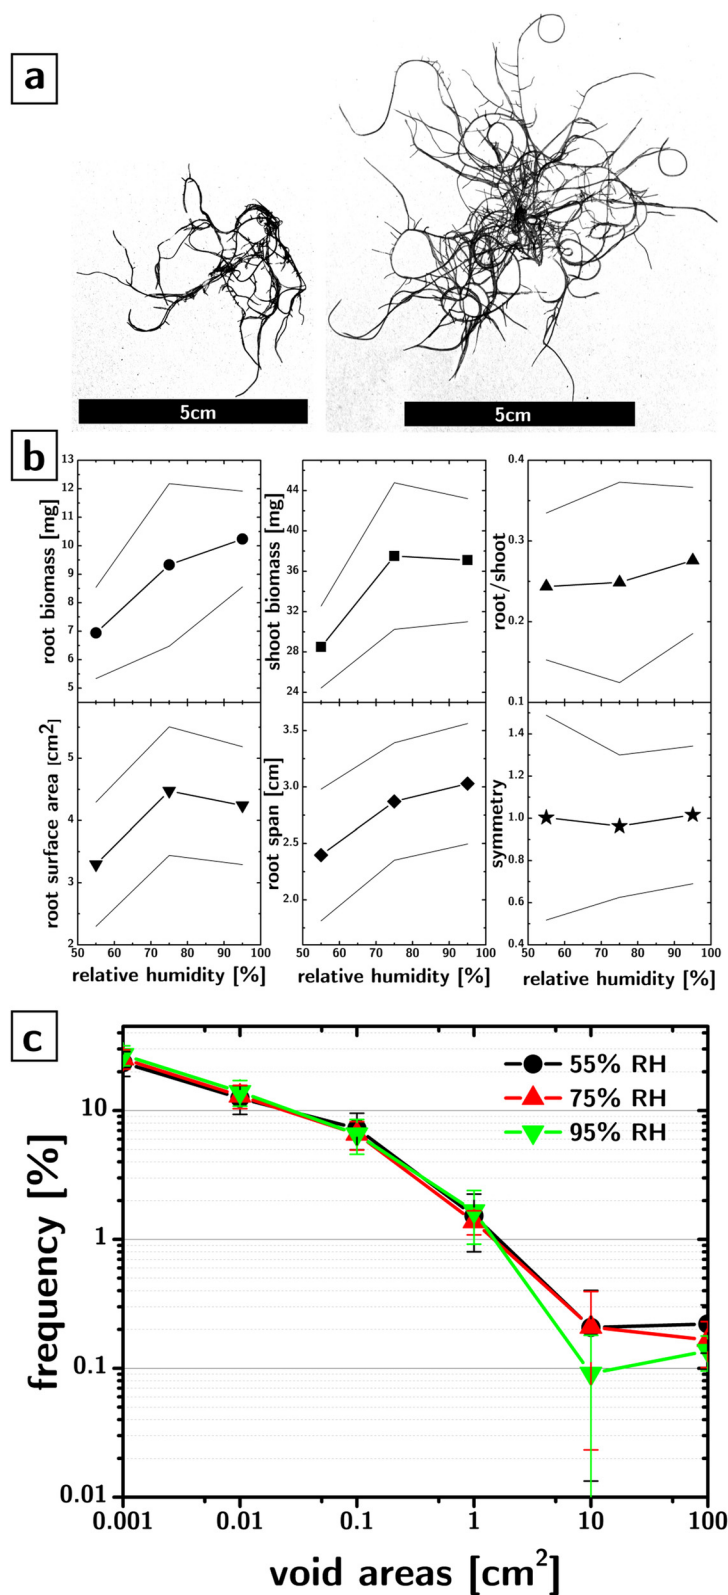 a
5cm
5cm
b
root biomass [mg]
13
12
11
10
9
8
7
6
5
shoot biomass [mg]
44
40
36
32
28
24
root/shoot
0.4
0.3
0.2
0.1
root surface area [cm2]
5
4
3
2
50 60 70 80 90 100
relative humidity [%]
root span [cm]
3.5
3.0
2.5
2.0
50 60 70 80 90 100
relative humidity [%]
symmetry
1.4
1.2
1.0
0.8
0.6
0.4
50 60 70 80 90 100
relative humidity [%]
c
55% RH
75% RH
95% RH
frequency [%]
10
1
0.1
0.01
0.001 0.01 0.1 1 10 100
void areas [cm2]